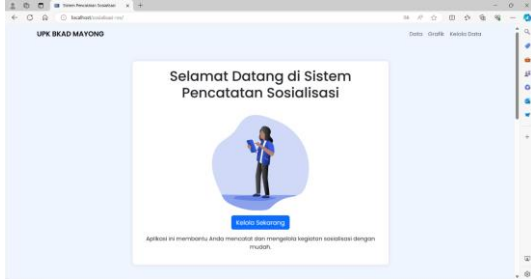 Sistem Pencatatan Sosialisasi
localhost/sosialisasi-res/
UPK BKAD MAYONG
Data Grafik Kelola Data
Selamat Datang di Sistem
Pencatatan Sosialisasi
Kelola Sekarang
Aplikasi ini membantu Anda mencatat dan mengelola kegiatan sosialisasi dengan
mudah.